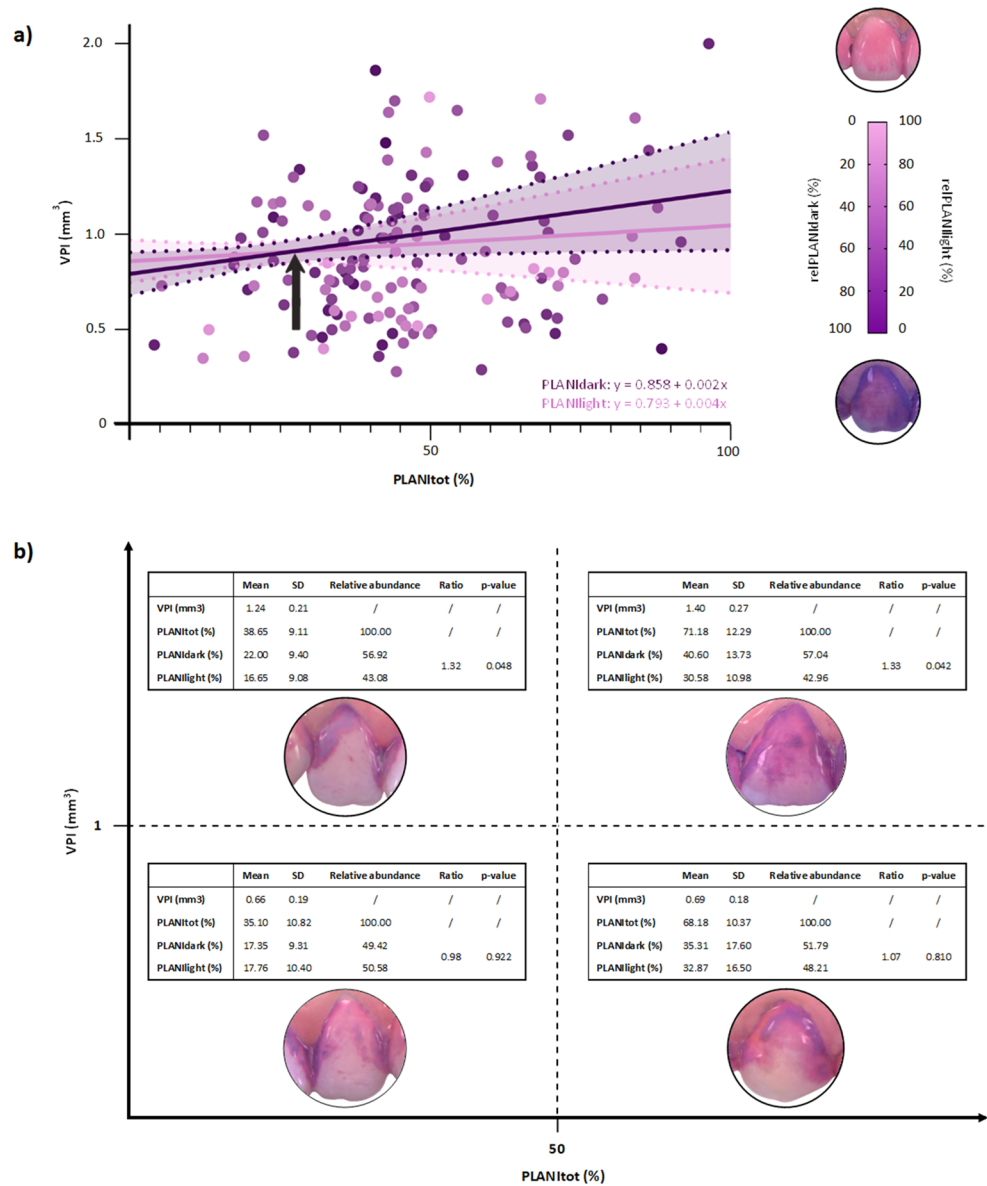 a)
2.0
1.5
1.0
0.5
0
VPI (mm³)
50
100
PLANItot (%)
PLANIdark: y = 0.858 + 0.002x
PLANIlight: y = 0.793 + 0.004x
0 100
20 80
40 60
60 40
80 20
100 0
relPLANIdark (%)
relPLANIlight (%)
b)
Mean SD Relative abundance Ratio p-value
VPI (mm3) 1.24 0.21 / / /
PLANItot (%) 38.65 9.11 100.00 / /
PLANIdark (%) 22.00 9.40 56.92
1.32 0.048
PLANIlight (%) 16.65 9.08 43.08
Mean SD Relative abundance Ratio p-value
VPI (mm3) 1.40 0.27 / / /
PLANItot (%) 71.18 12.29 100.00 / /
PLANIdark (%) 40.60 13.73 57.04
1.33 0.042
PLANIlight (%) 30.58 10.98 42.96
VPI (mm³)
1
Mean SD Relative abundance Ratio p-value
VPI (mm3) 0.66 0.19 / / /
PLANItot (%) 35.10 10.82 100.00 / /
PLANIdark (%) 17.35 9.31 49.42
0.98 0.922
PLANIlight (%) 17.76 10.40 50.58
Mean SD Relative abundance Ratio p-value
VPI (mm3) 0.69 0.18 / / /
PLANItot (%) 68.18 10.37 100.00 / /
PLANIdark (%) 35.31 17.60 51.79
1.07 0.810
PLANIlight (%) 32.87 16.50 48.21
50
PLANItot (%)